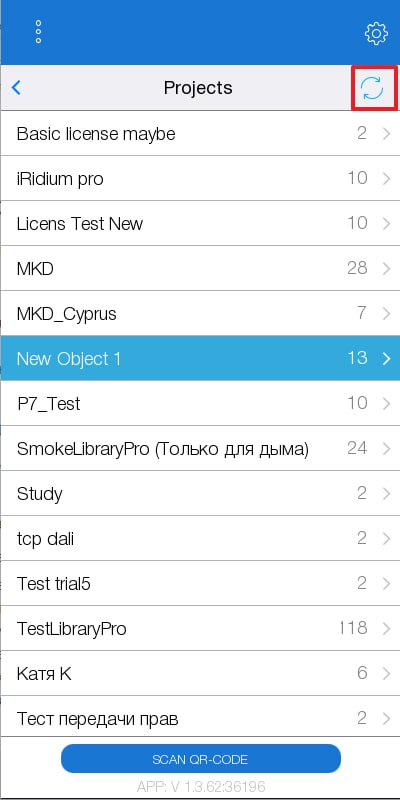 Projects
Basic license maybe 2
iRidium pro 10
Licens Test New 10
MKD 28
MKD_Cyprus 7
New Object 1 13
P7_Test 10
SmokeLibraryPro (Только для дыма) 24
Study 2
tcp dali 2
Test trial5 2
TestLibraryPro 118
Катя К 6
Тест передачи прав 2
SCAN QR-CODE
APP: V 1.3.62:36196